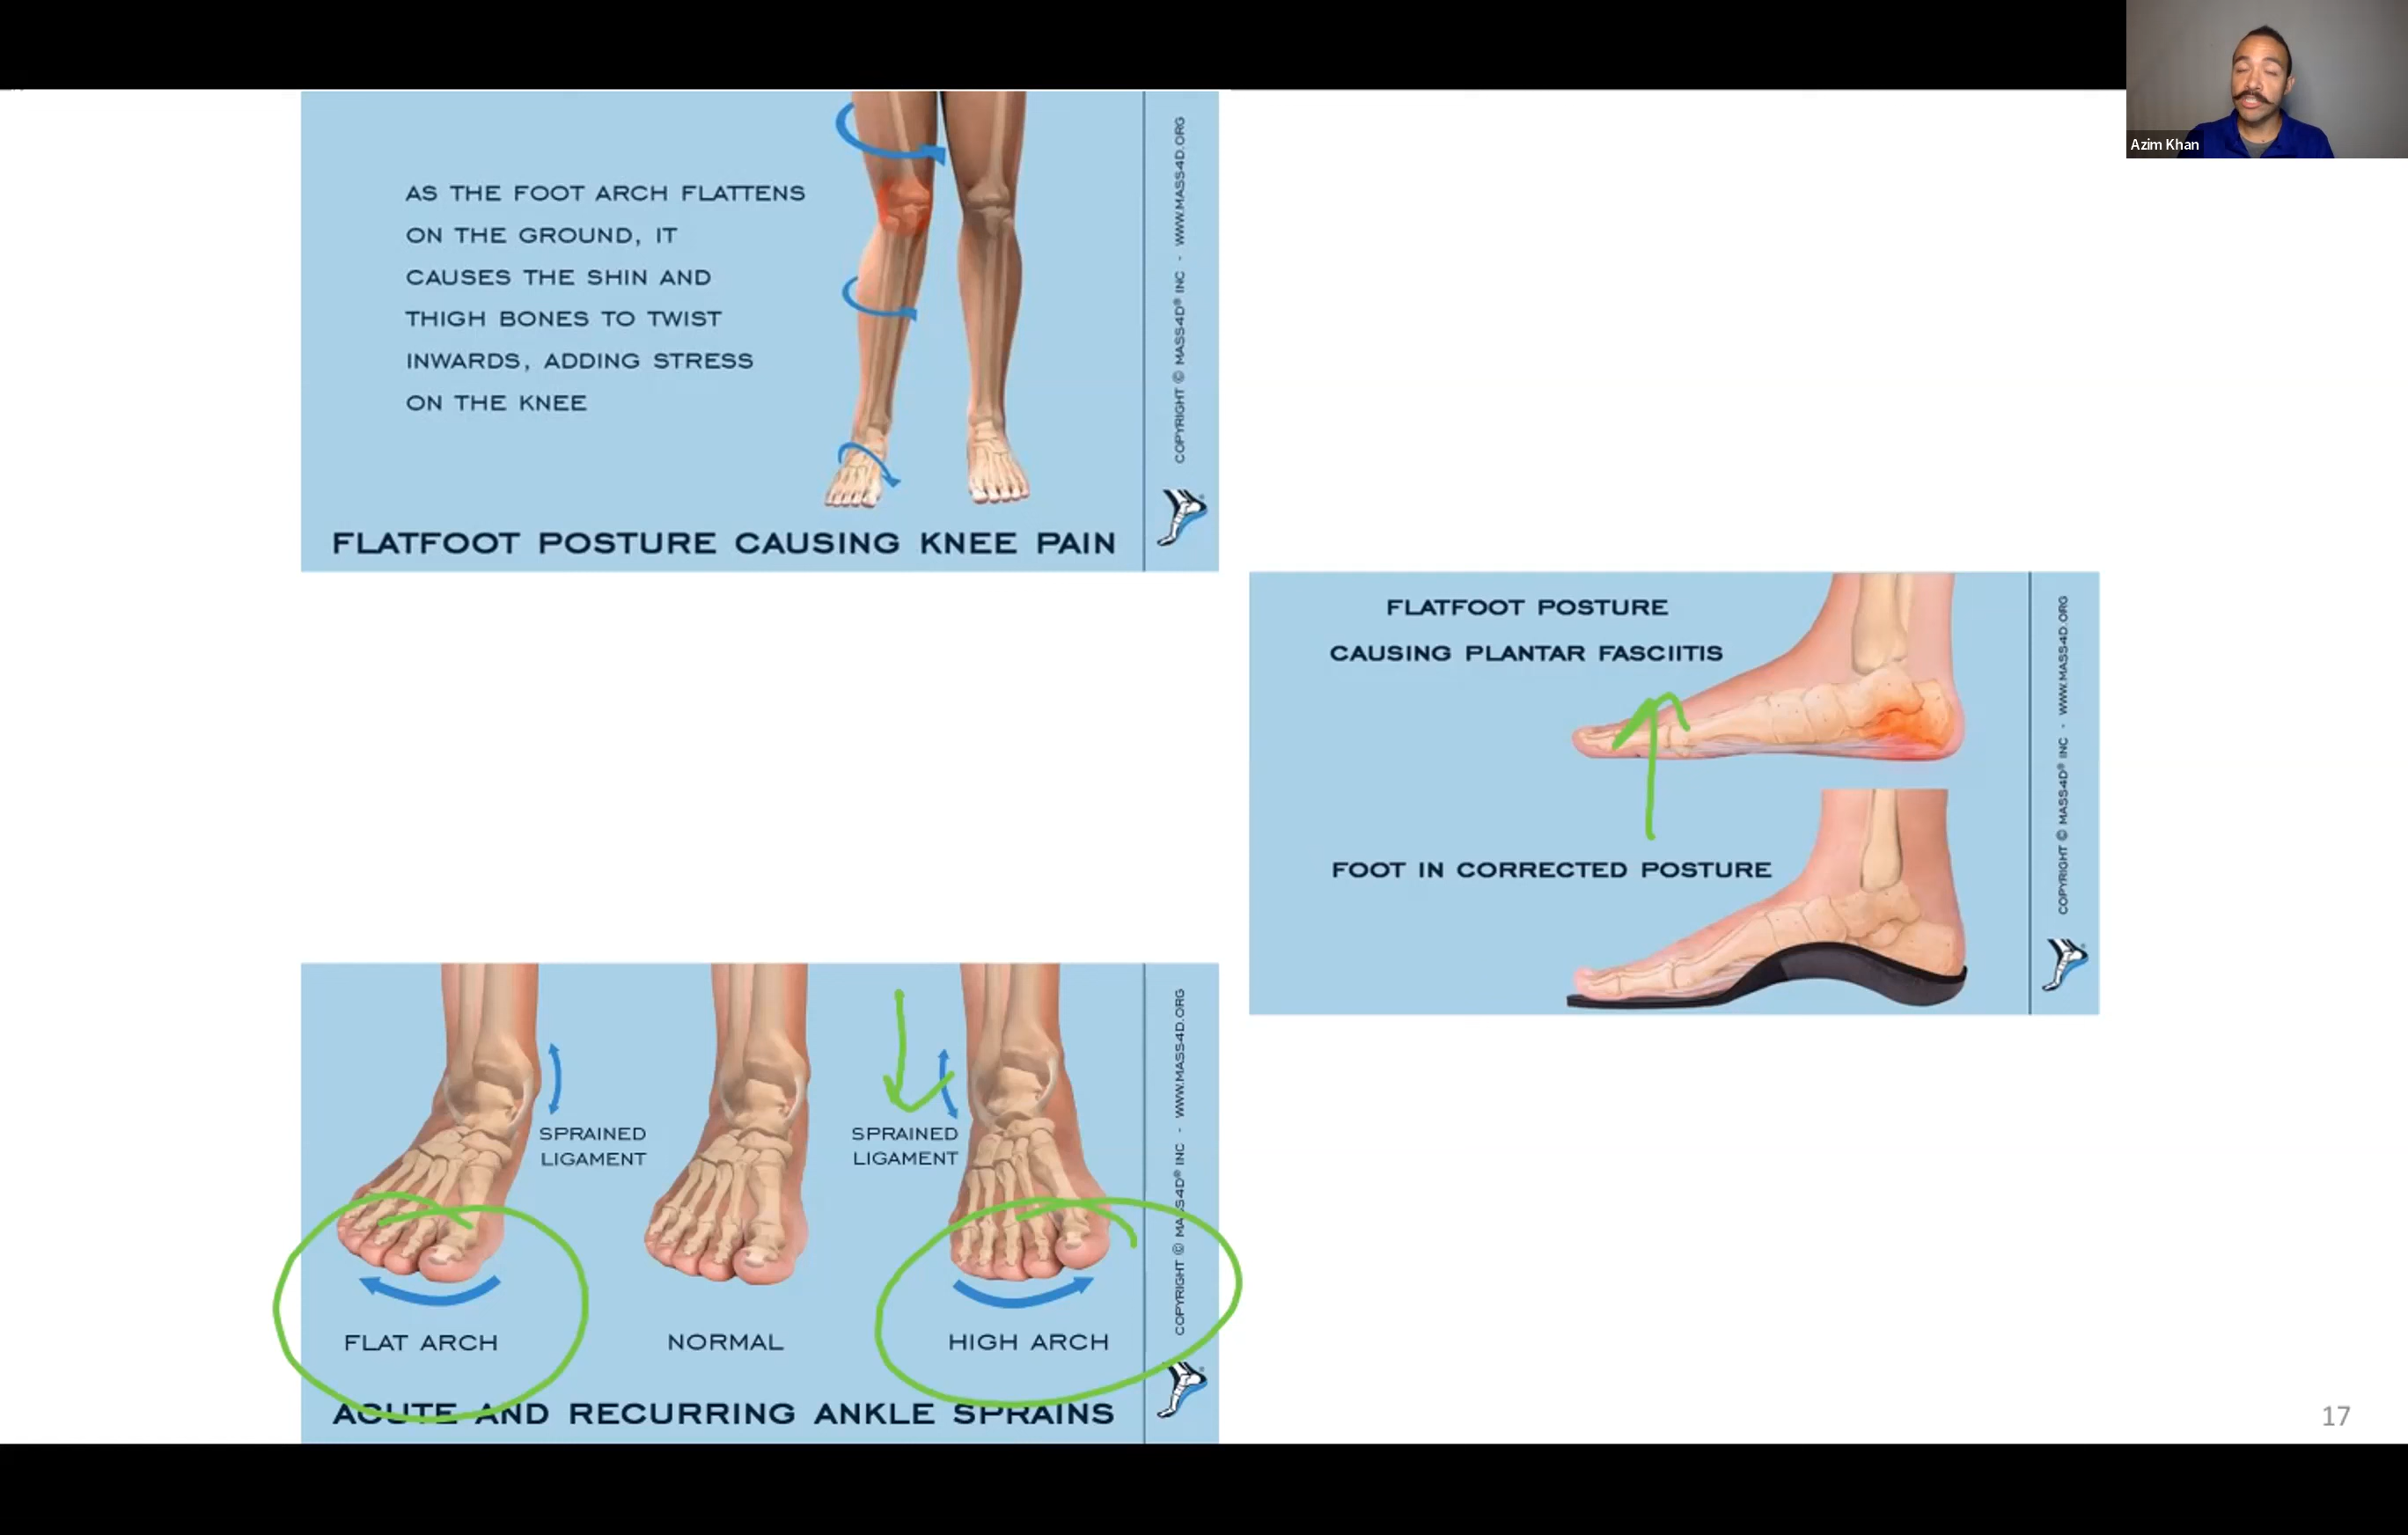 Azim Khan
AS THE FOOT ARCH FLATTENS
ON THE GROUND, IT
CAUSES THE SHIN AND
THIGH BONES TO TWIST
INWARDS, ADDING STRESS
ON THE KNEE
FLATFOOT POSTURE CAUSING KNEE PAIN
COPYRIGHT © MASS4D® INC - WWW.MASS4D.ORG
FLATFOOT POSTURE
CAUSING PLANTAR FASCIITIS
FOOT IN CORRECTED POSTURE
COPYRIGHT © MASS4D® INC - WWW.MASS4D.ORG
SPRAINED
LIGAMENT
SPRAINED
LIGAMENT
FLAT ARCH
NORMAL
HIGH ARCH
ACUTE AND RECURRING ANKLE SPRAINS
COPYRIGHT © MASS4D® INC - WWW.MASS4D.ORG
17